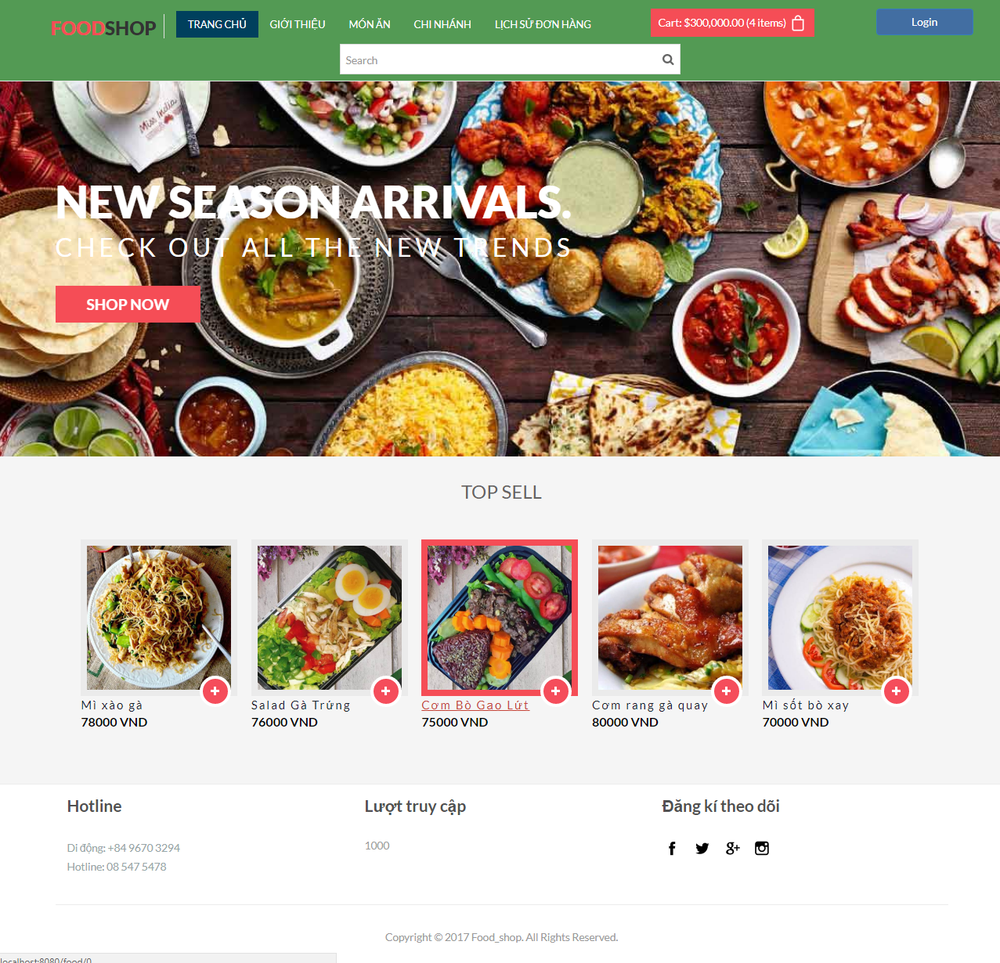 FOODSHOP
TRANG CHỦ
GIỚI THIỆU
MÓN ĂN
CHI NHÁNH
LỊCH SỬ ĐƠN HÀNG
Cart: $300,000.00 (4 items)
Login
Search
Miss India
NEW SEASON ARRIVALS.
CHECK OUT ALL THE NEW TRENDS
SHOP NOW
TOP SELL
Mì xào gà
78000 VND
Salad Gà Trứng
76000 VND
Cơm Bò Gạo Lứt
75000 VND
Cơm rang gà quay
80000 VND
Mì sốt bò xay
70000 VND
Hotline
Di động: +84 9670 3294
Hotline: 08 547 5478
Lượt truy cập
1000
Đăng kí theo dõi
Copyright © 2017 Food_shop. All Rights Reserved.
localhost:8080/food/0